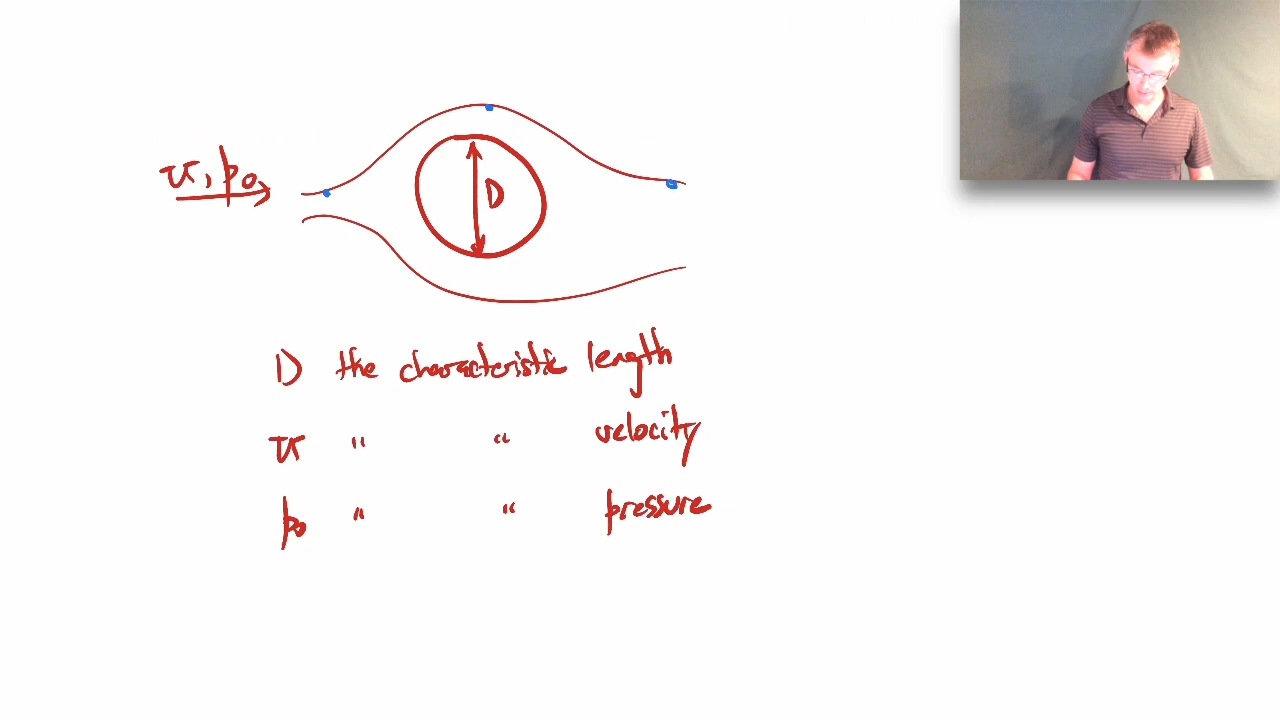 v, p₀
D
D the characteristic length
v " " velocity
p₀ " " pressure